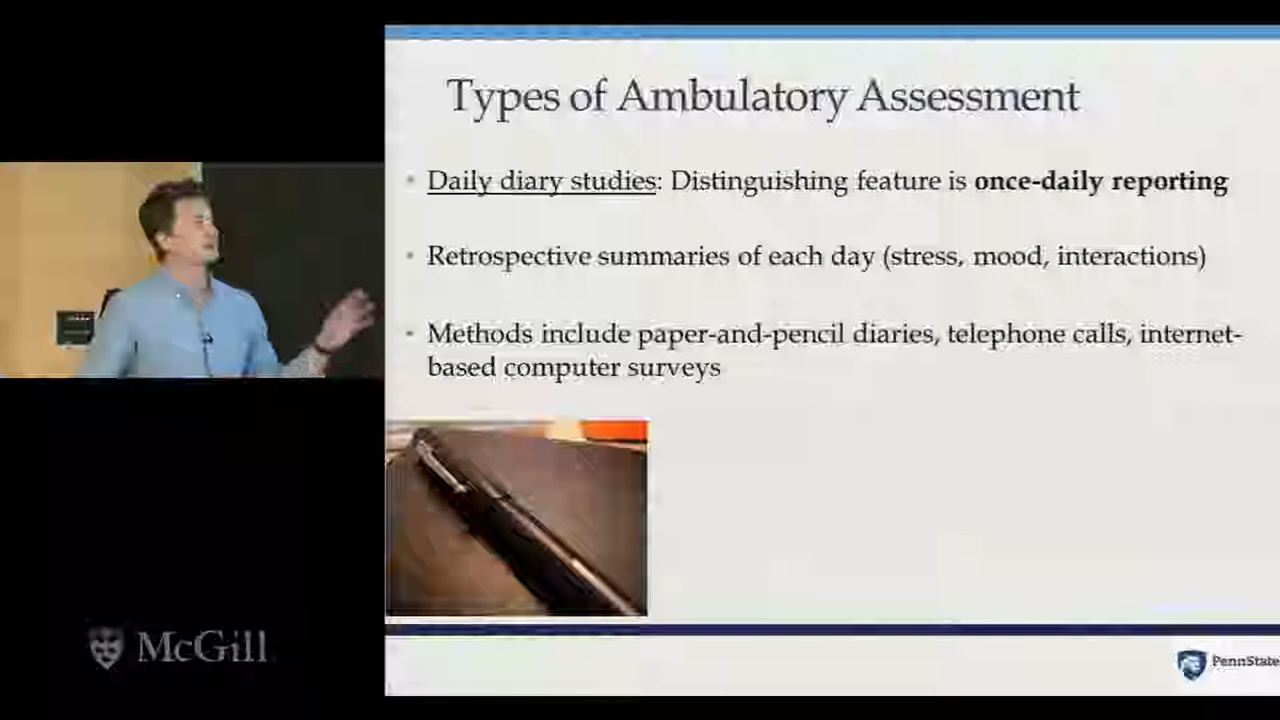 Types of Ambulatory Assessment
• Daily diary studies: Distinguishing feature is once-daily reporting
• Retrospective summaries of each day (stress, mood, interactions)
• Methods include paper-and-pencil diaries, telephone calls, internet-
based computer surveys
McGill
PennState